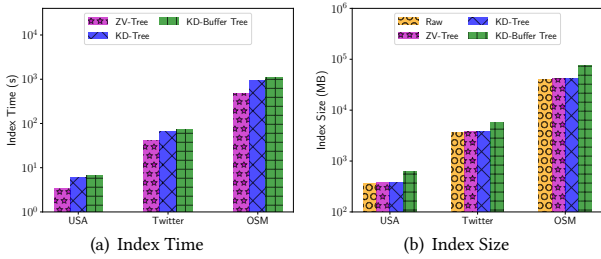 ZV-Tree
KD-Tree
KD-Buffer Tree
Index Time (s)
10^4
10^3
10^2
10^1
10^0
USA
Twitter
OSM
(a) Index Time
Raw
ZV-Tree
KD-Tree
KD-Buffer Tree
Index Size (MB)
10^6
10^5
10^4
10^3
10^2
USA
Twitter
OSM
(b) Index Size